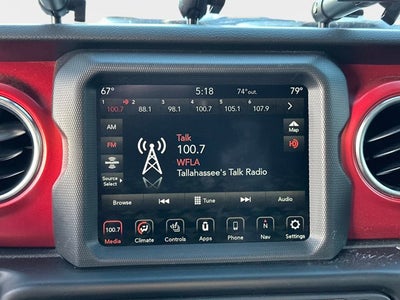 67° 5:18 74°out. 79°
1 2 3 4 5 6
100.7 88.1 98.1 100.7 105.1 107.9
AM
FM
Source
Select
Talk
100.7
WFLA
Tallahassee's Talk Radio
Map
Browse Tune Audio
100.7
Media Climate Controls Apps Phone Nav Settings
N